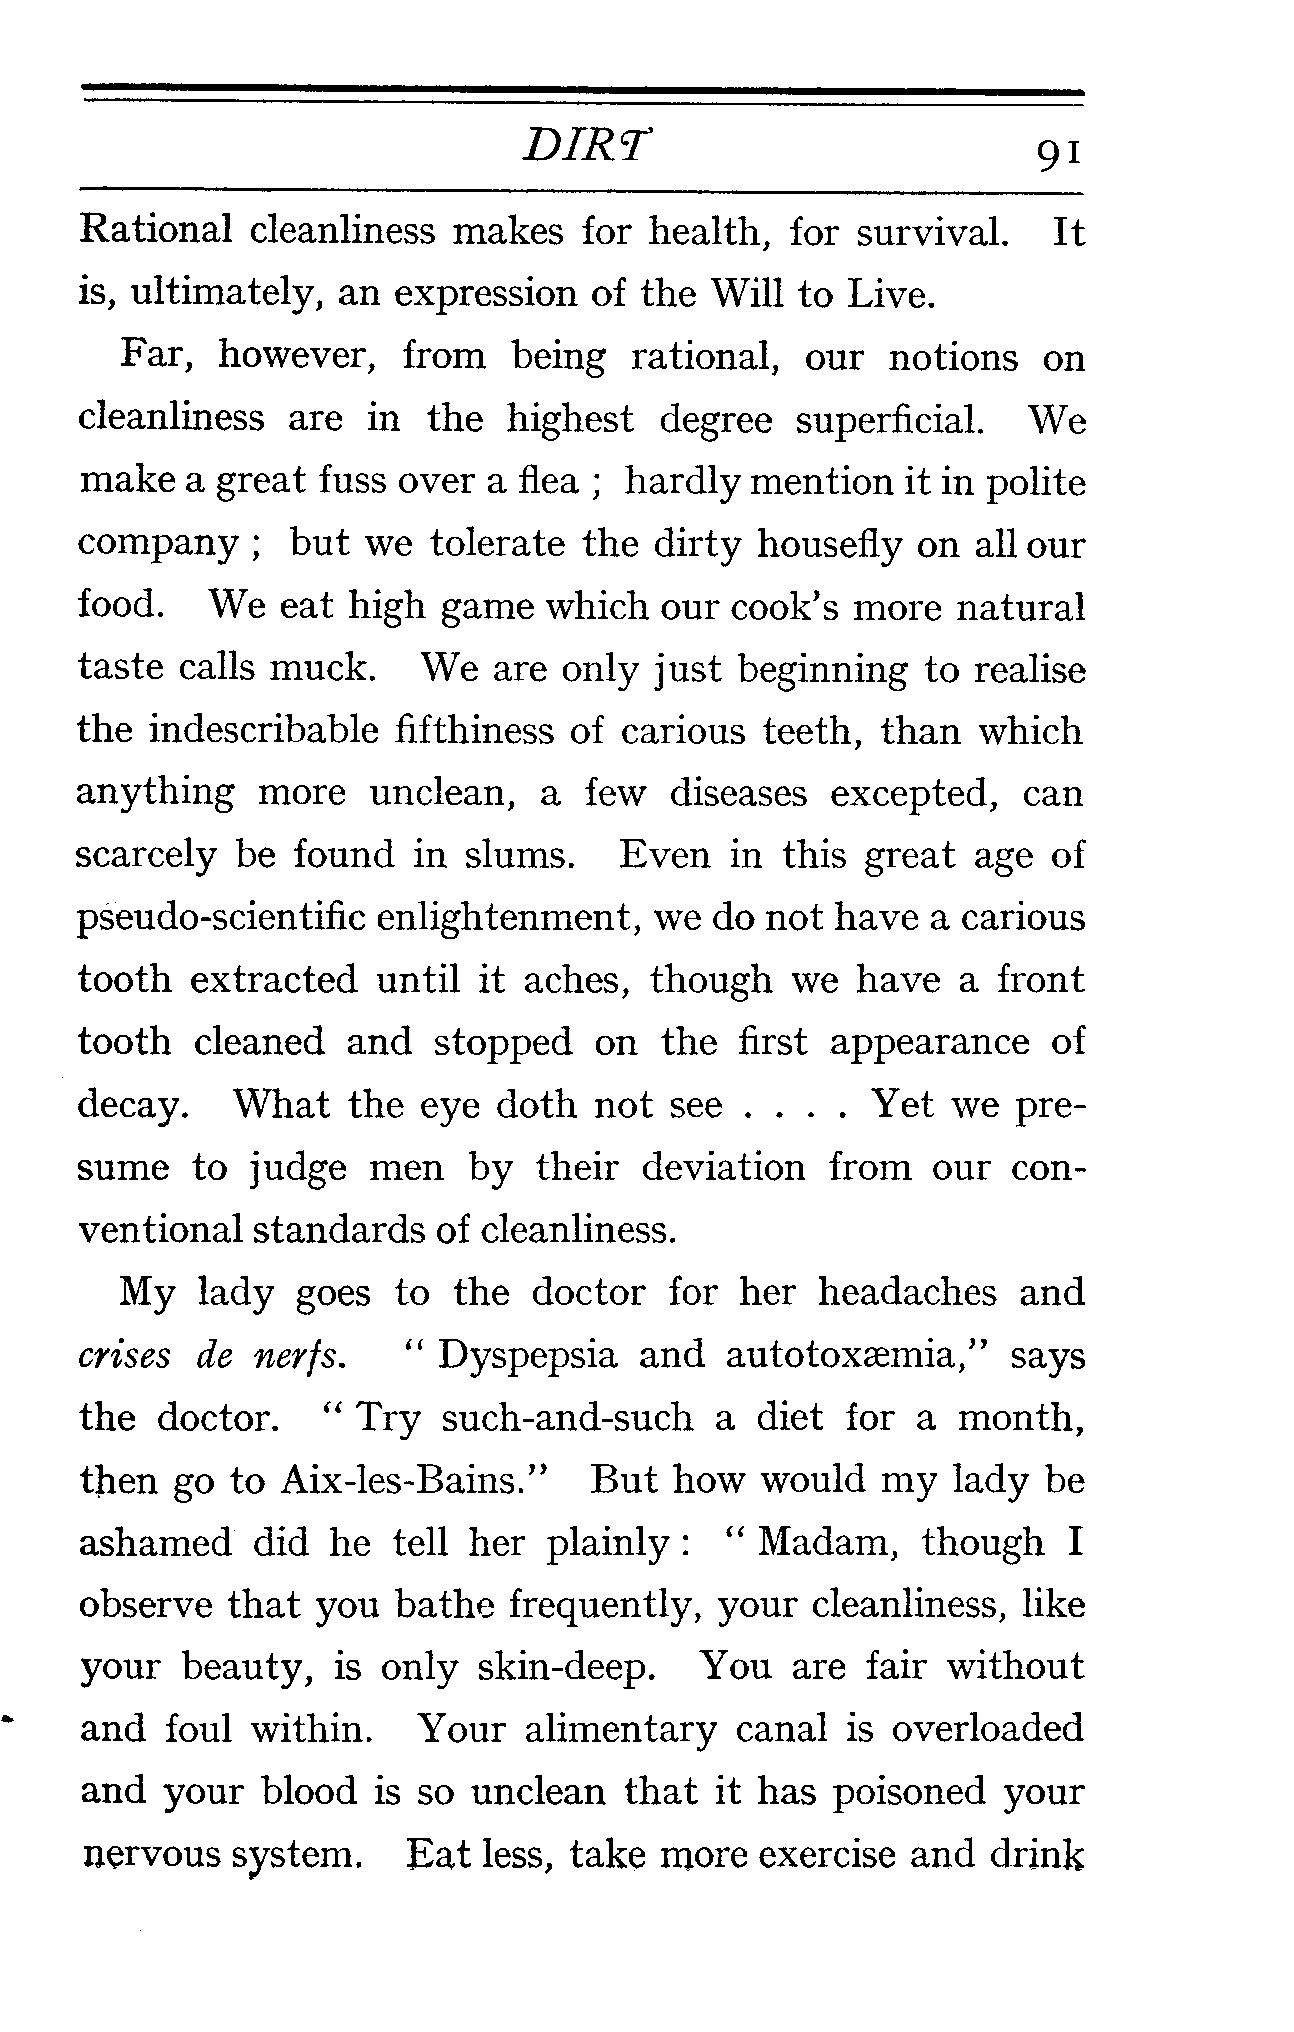 DIRT 91
Rational cleanliness makes for health, for survival. It
is, ultimately, an expression of the Will to Live.
Far, however, from being rational, our notions on
cleanliness are in the highest degree superficial. We
make a great fuss over a flea ; hardly mention it in polite
company ; but we tolerate the dirty housefly on all our
food. We eat high game which our cook's more natural
taste calls muck. We are only just beginning to realise
the indescribable fifthiness of carious teeth, than which
anything more unclean, a few diseases excepted, can
scarcely be found in slums. Even in this great age of
pseudo-scientific enlightenment, we do not have a carious
tooth extracted until it aches, though we have a front
tooth cleaned and stopped on the first appearance of
decay. What the eye doth not see . . . . Yet we pre-
sume to judge men by their deviation from our con-
ventional standards of cleanliness.
My lady goes to the doctor for her headaches and
crises de nerfs. " Dyspepsia and autotoxæmia," says
the doctor. " Try such-and-such a diet for a month,
then go to Aix-les-Bains." But how would my lady be
ashamed did he tell her plainly : " Madam, though I
observe that you bathe frequently, your cleanliness, like
your beauty, is only skin-deep. You are fair without
and foul within. Your alimentary canal is overloaded
and your blood is so unclean that it has poisoned your
nervous system. Eat less, take more exercise and drink